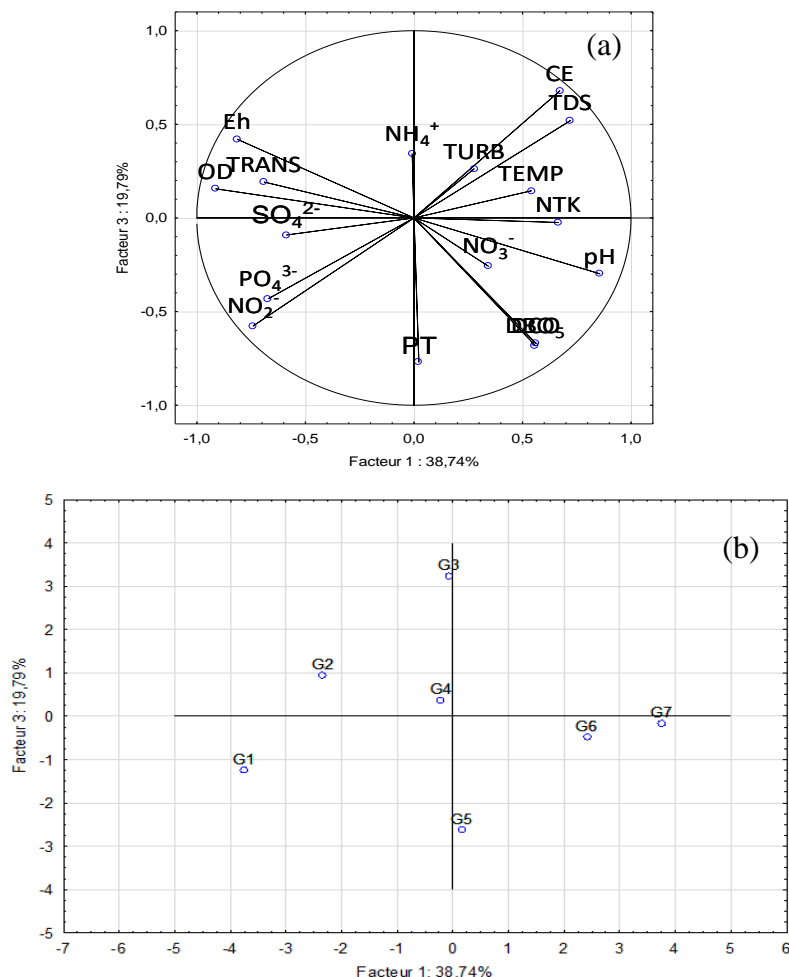 1,0
(a)
CE
TDS
Eh
NH₄⁺
0,5
TURB
TRANS
OD
TEMP
NTK
SO₄²⁻
0,0
NO₃⁻
pH
PO₄³⁻
NO₂⁻
-0,5
PT
-1,0
-1,0 -0,5 0,0 0,5 1,0
Facteur 1 : 38,74%
Facteur 3 : 19,79%
5
(b)
4
G3
3
2
G2
1
G4
0
G7
G6
G1
-1
-2
G5
-3
-4
-5
-7 -6 -5 -4 -3 -2 -1 0 1 2 3 4 5 6
Facteur 1: 38,74%
Facteur 3: 19,79%